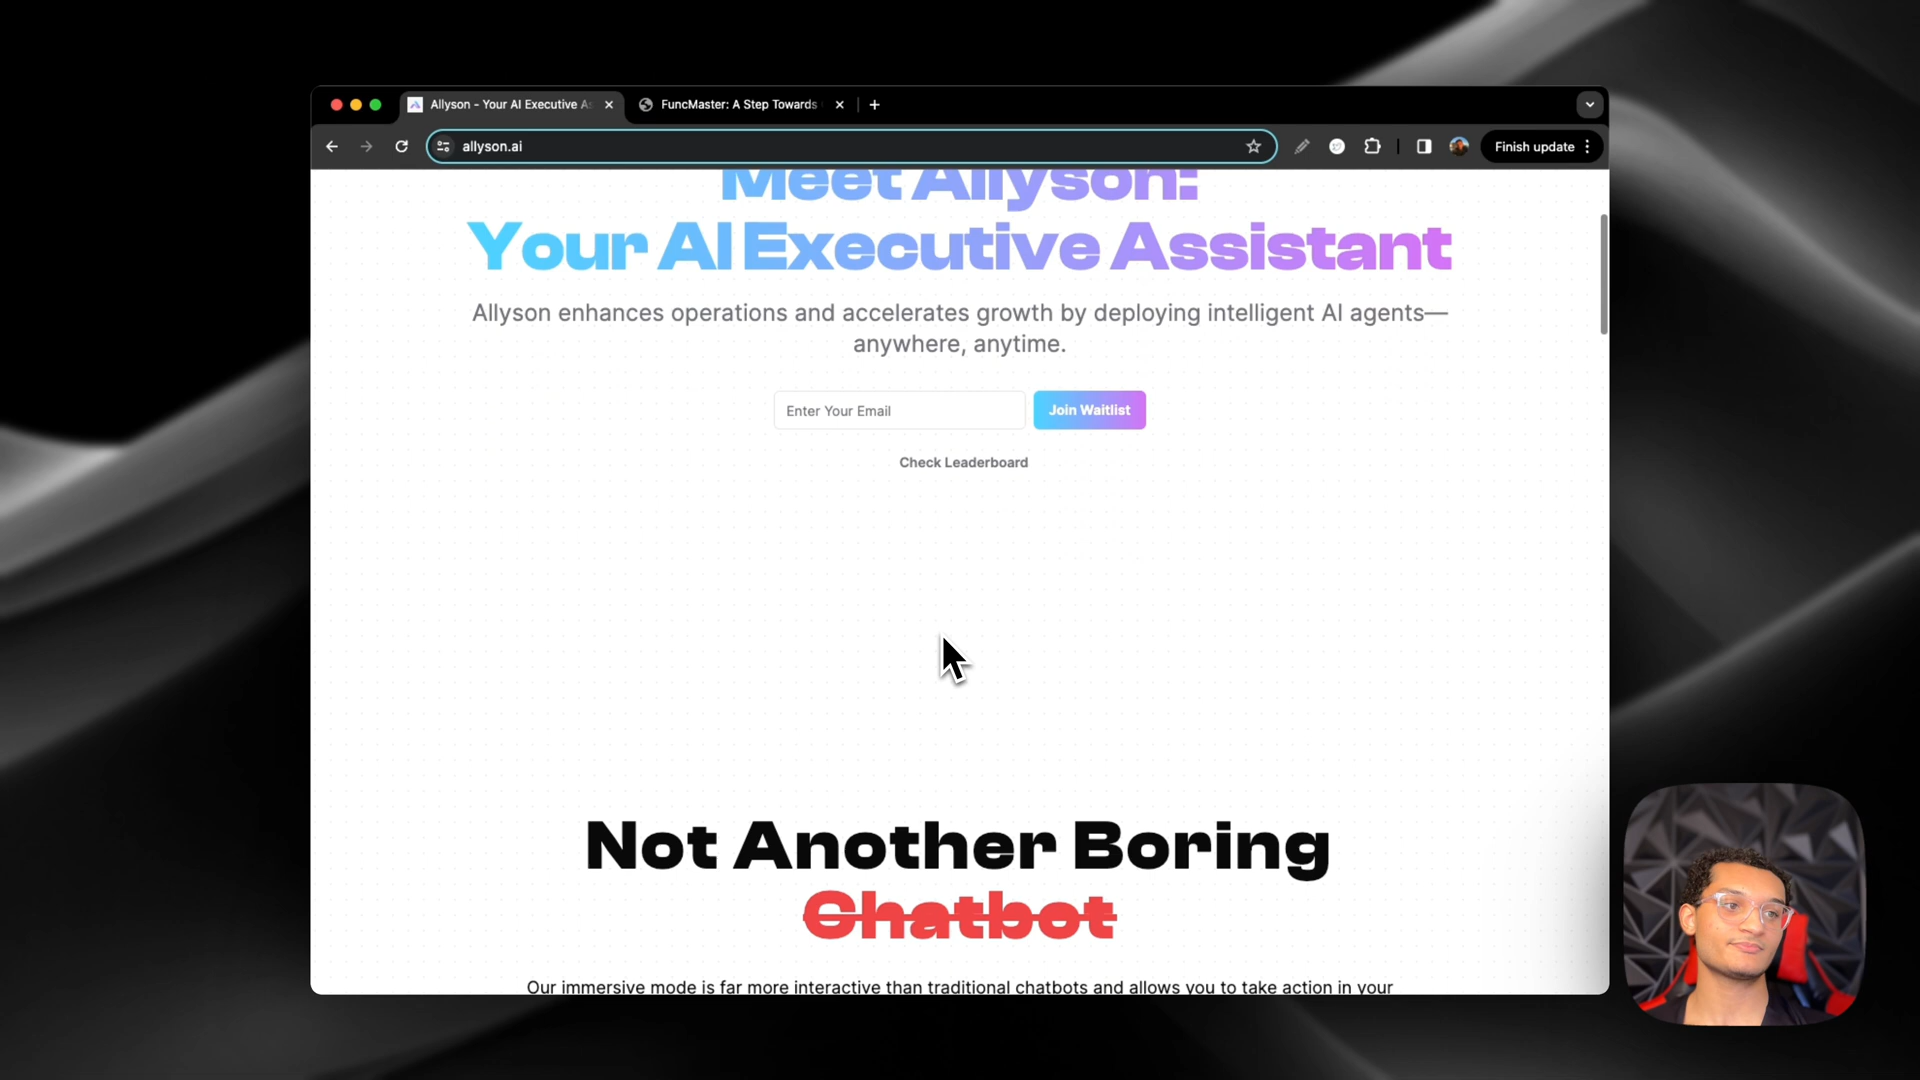 Allyson - Your AI Executive As
FuncMaster: A Step Towards
allyson.ai
Finish update
Meet Allyson:
Your AI Executive Assistant
Allyson enhances operations and accelerates growth by deploying intelligent AI agents—
anywhere, anytime.
Enter Your Email
Join Waitlist
Check Leaderboard
Not Another Boring
Chatbot
Our immersive mode is far more interactive than traditional chatbots and allows you to take action in your